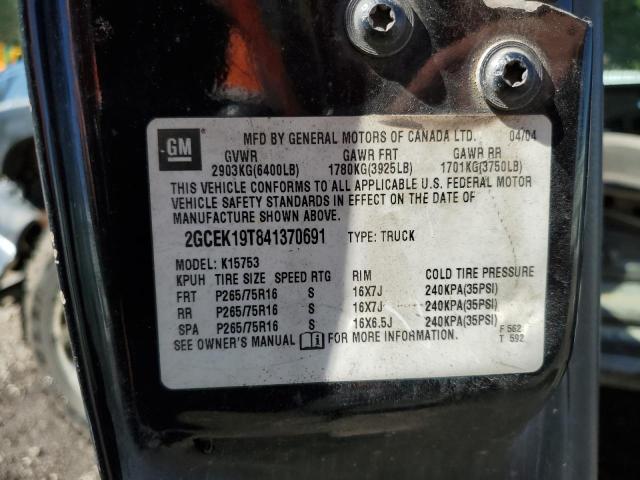 GM
MFD BY GENERAL MOTORS OF CANADA LTD. 04/04
GVWR GAWR FRT GAWR RR
2903KG(6400LB) 1780KG(3925LB) 1701KG(3750LB)
THIS VEHICLE CONFORMS TO ALL APPLICABLE U.S. FEDERAL MOTOR
VEHICLE SAFETY STANDARDS IN EFFECT ON THE DATE OF
MANUFACTURE SHOWN ABOVE.
2GCEK19T841370691 TYPE: TRUCK
MODEL: K15753
KPUH TIRE SIZE SPEED RTG RIM COLD TIRE PRESSURE
FRT P265/75R16 S 16X7J 240KPA(35PSI)
RR P265/75R16 S 16X7J 240KPA(35PSI)
SPA P265/75R16 S 16X6.5J 240KPA(35PSI)
SEE OWNER'S MANUAL FOR MORE INFORMATION.
F 562
T 592